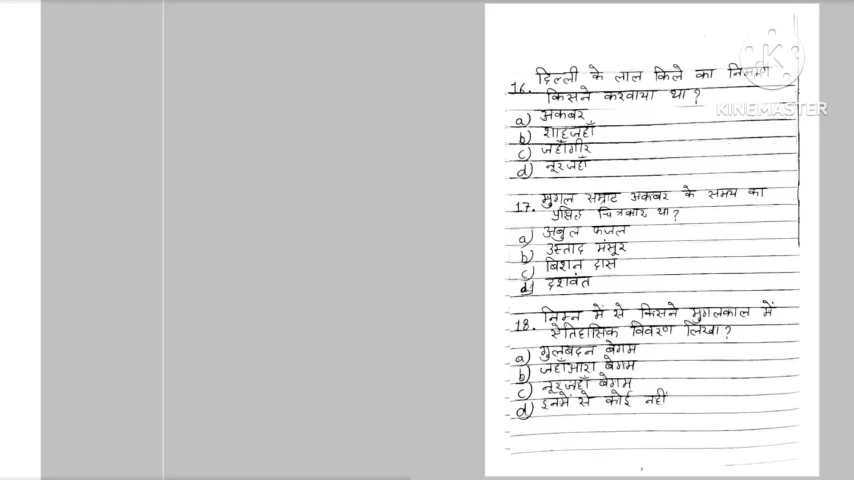 16. दिल्ली के लाल किले का निर्माण
किसने करवाया था?
a) अकबर
b) शाहजहाँ
c) जहाँगीर
d) नूरजहाँ
17. मुगल सम्राट अकबर के समय का
प्रसिद्ध चित्रकार था?
a) अबुल फजल
b) उस्ताद मंसूर
c) बिशन दास
d) दशवंत
18. निम्न में से किसने मुगलकाल में
ऐतिहासिक विवरण लिखा?
a) गुलबदन बेगम
b) जहाँआरा बेगम
c) नूरजहाँ बेगम
d) इनमें से कोई नहीं
K
KINEMASTER